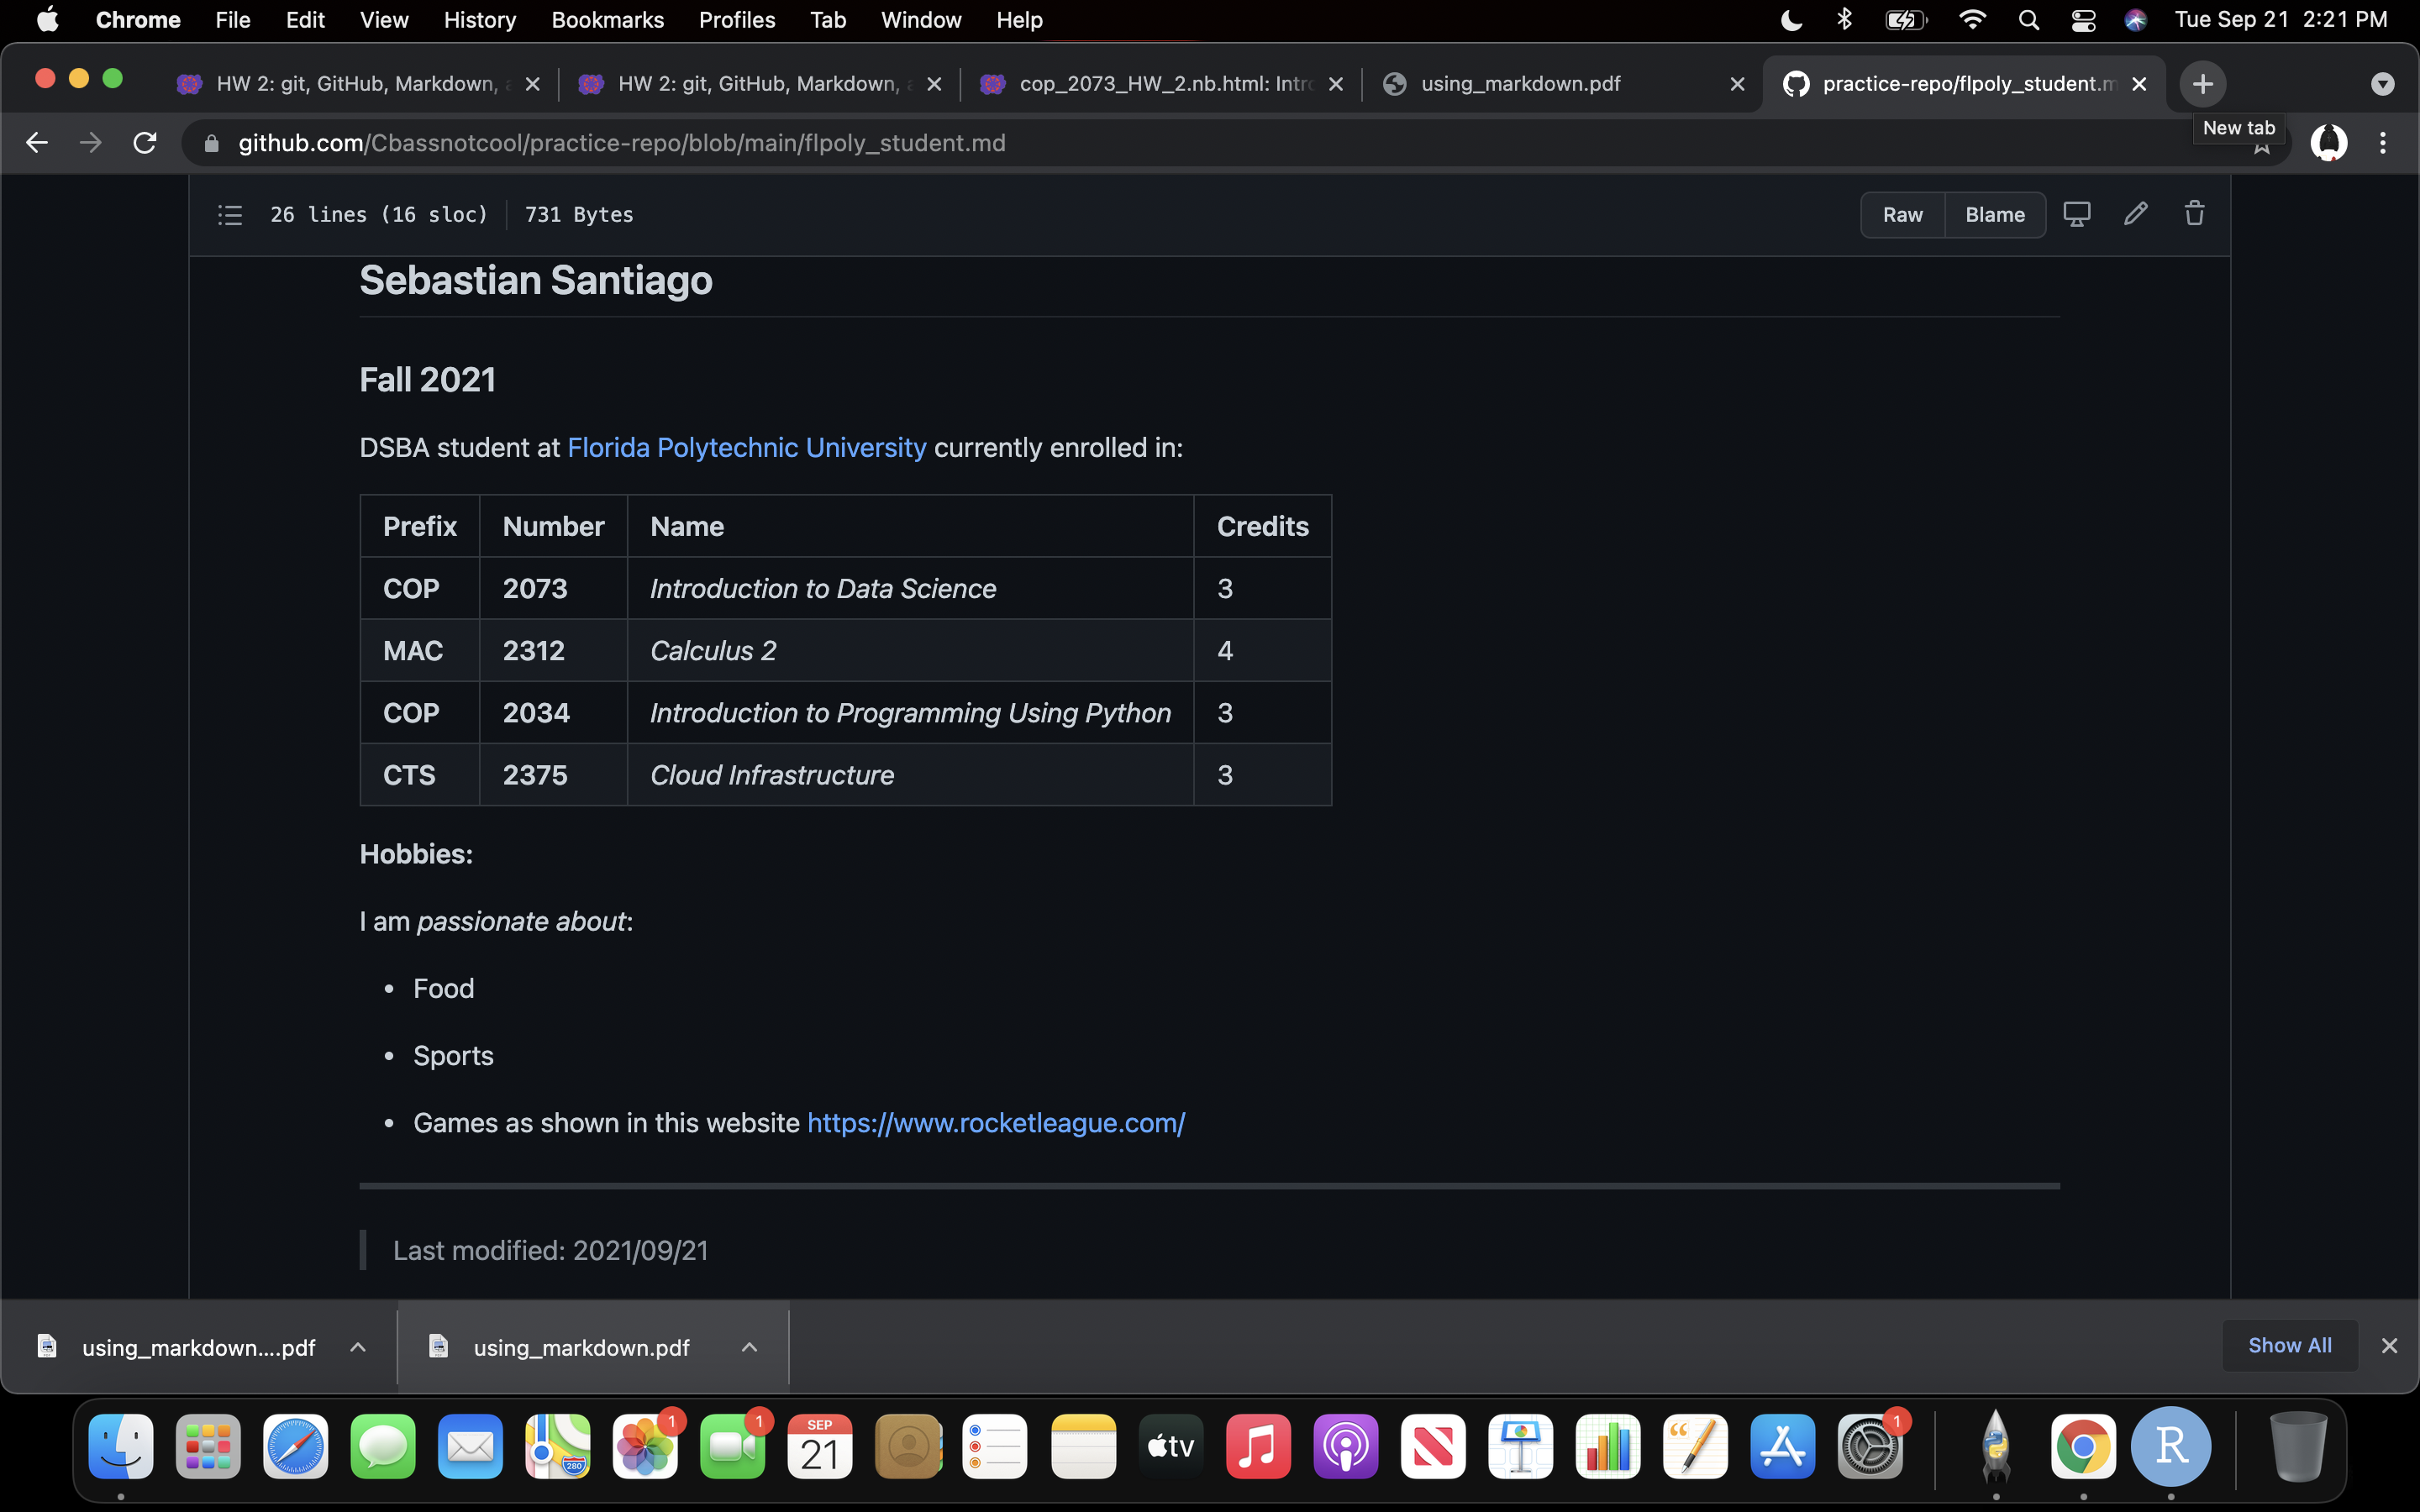 Chrome File Edit View History Bookmarks Profiles Tab Window Help Tue Sep 21 2:21 PM
HW 2: git, GitHub, Markdown, HW 2: git, GitHub, Markdown, cop_2073_HW_2.nb.html: Intro using_markdown.pdf practice-repo/flpoly_student.m
github.com/Cbassnotcool/practice-repo/blob/main/flpoly_student.md
New tab
26 lines (16 sloc) 731 Bytes Raw Blame
Sebastian Santiago
Fall 2021
DSBA student at Florida Polytechnic University currently enrolled in:
Prefix Number Name Credits
COP 2073 Introduction to Data Science 3
MAC 2312 Calculus 2 4
COP 2034 Introduction to Programming Using Python 3
CTS 2375 Cloud Infrastructure 3
Hobbies:
I am passionate about:
• Food
• Sports
• Games as shown in this website https://www.rocketleague.com/
Last modified: 2021/09/21
using_markdown....pdf using_markdown.pdf Show All
1 1 SEP 1
280 21 tv R